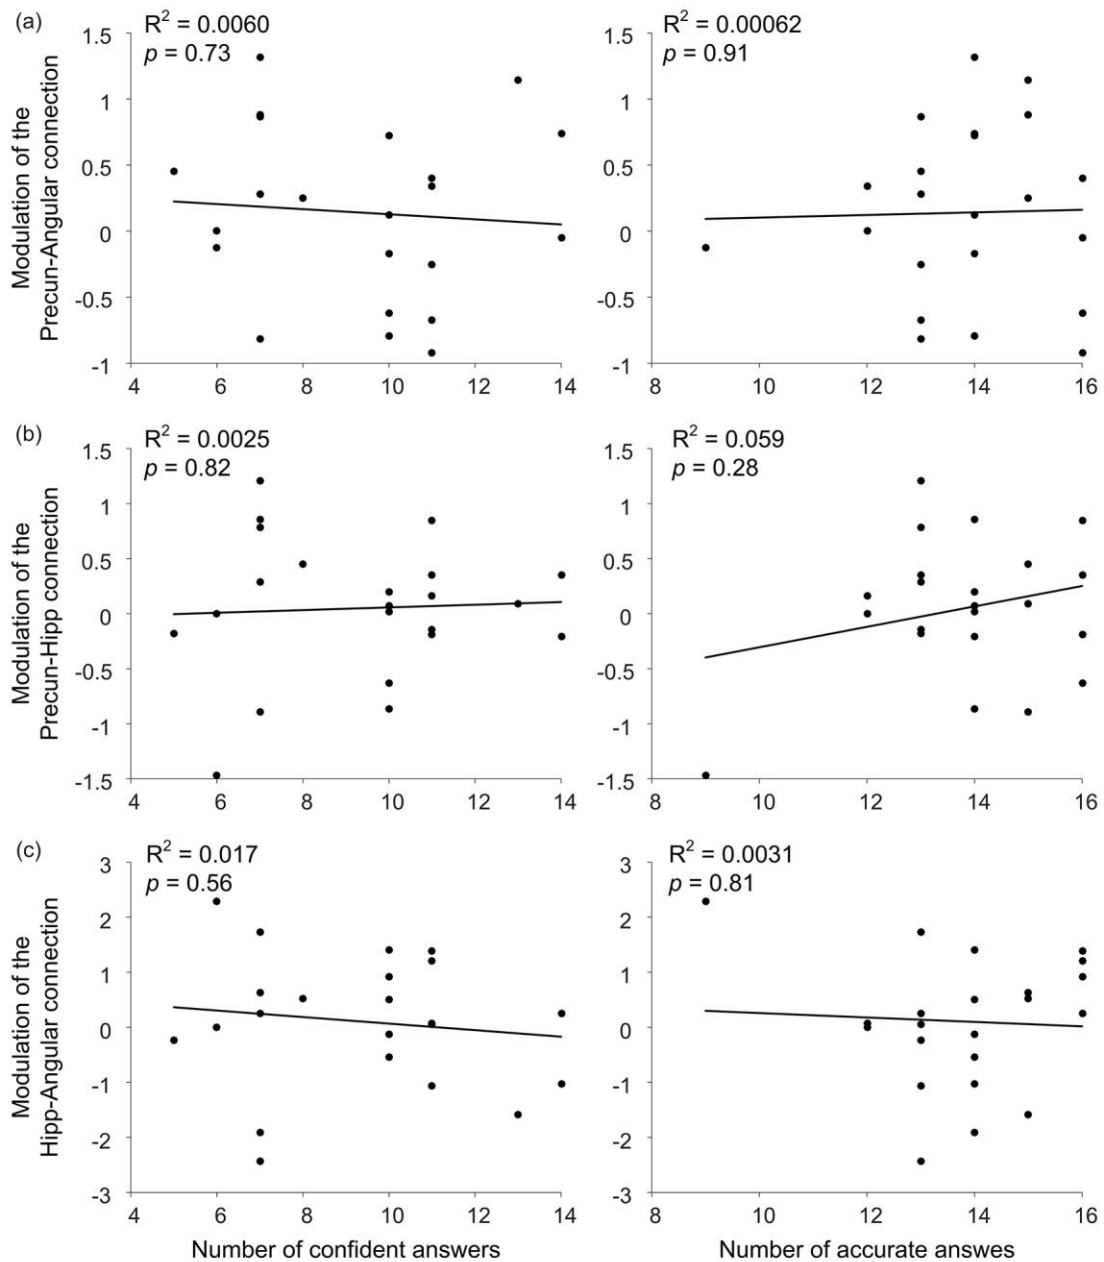 (a)
R² = 0.0060
p = 0.73
R² = 0.00062
p = 0.91
Modulation of the
Precun-Angular connection
1.5
1
0.5
0
-0.5
-1
4 6 8 10 12 14
1.5
1
0.5
0
-0.5
-1
8 10 12 14 16
(b)
R² = 0.0025
p = 0.82
R² = 0.059
p = 0.28
Modulation of the
Precun-Hipp connection
1.5
1
0.5
0
-0.5
-1
-1.5
4 6 8 10 12 14
1.5
1
0.5
0
-0.5
-1
-1.5
8 10 12 14 16
(c)
R² = 0.017
p = 0.56
R² = 0.0031
p = 0.81
Modulation of the
Hipp-Angular connection
3
2
1
0
-1
-2
-3
4 6 8 10 12 14
3
2
1
0
-1
-2
-3
8 10 12 14 16
Number of confident answers
Number of accurate answes